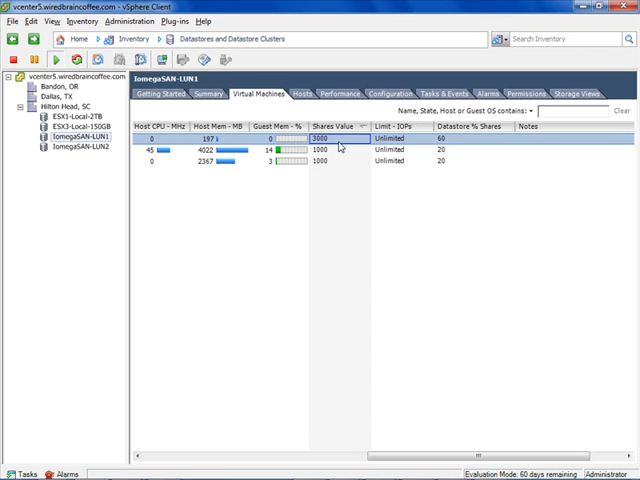 vcenter5.wiredbraincoffee.com - vSphere Client
File Edit View Inventory Administration Plug-ins Help
Home Inventory Datastores and Datastore Clusters Search Inventory
vcenter5.wiredbraincoffee.com
Bandon, OR
Dallas, TX
Hilton Head, SC
ESX1-Local-2TB
ESX3-Local-150GB
IomegaSAN-LUN1
IomegaSAN-LUN2
IomegaSAN-LUN1
Getting Started Summary Virtual Machines Hosts Performance Configuration Tasks & Events Alarms Permissions Storage Views
Name, State, Host or Guest OS contains: Clear
Host CPU - MHz Host Mem - MB Guest Mem - % Shares Value Limit - IOPs Datastore % Shares Notes
0 197 0 3000 Unlimited 60
45 4022 14 1000 Unlimited 20
0 2367 3 1000 Unlimited 20
Tasks Alarms Evaluation Mode: 60 days remaining Administrator